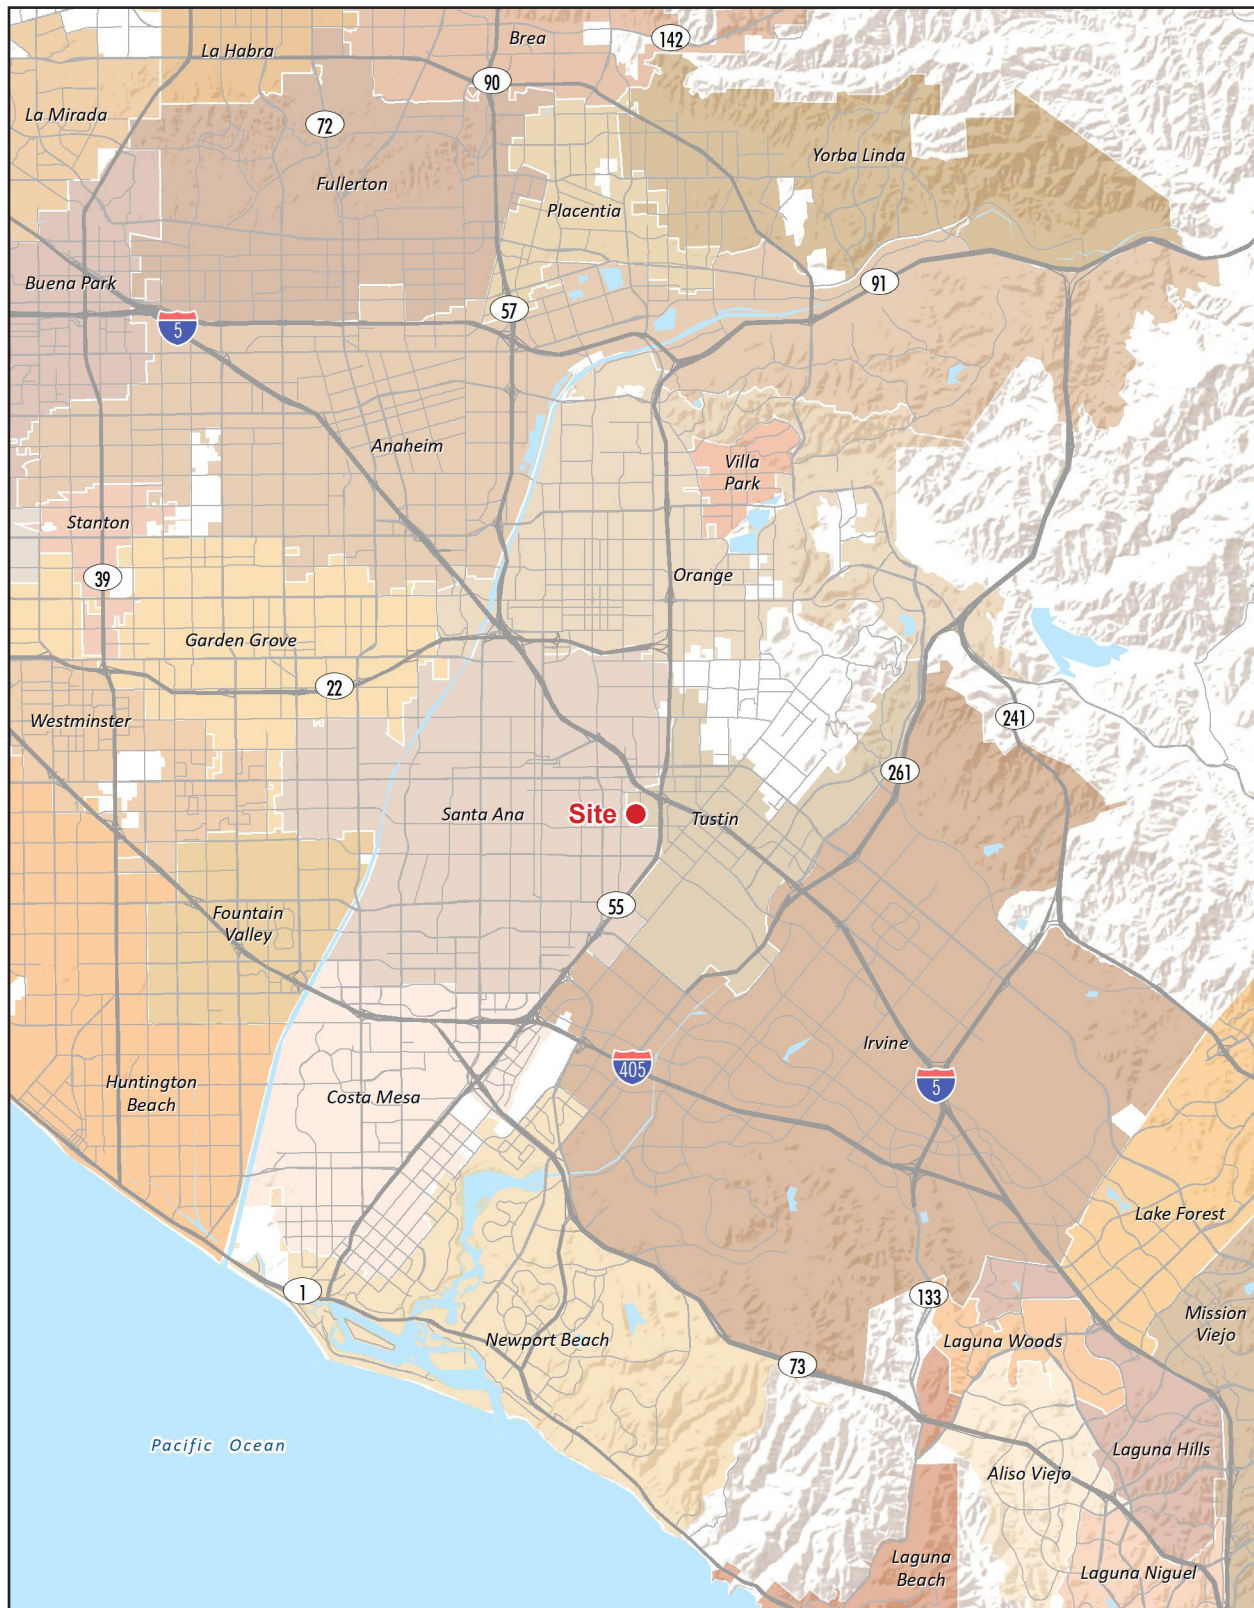 La Habra
Brea
142
90
La Mirada
72
Yorba Linda
Fullerton
Placentia
Buena Park
91
57
5
Anaheim
Villa
Park
Stanton
39
Orange
Garden Grove
22
Westminster
241
261
Santa Ana
Site
Tustin
55
Fountain
Valley
Irvine
405
5
Huntington
Beach
Costa Mesa
Lake Forest
1
133
Mission
Viejo
Newport Beach
Laguna Woods
73
Pacific Ocean
Laguna Hills
Aliso Viejo
Laguna
Beach
Laguna Niguel